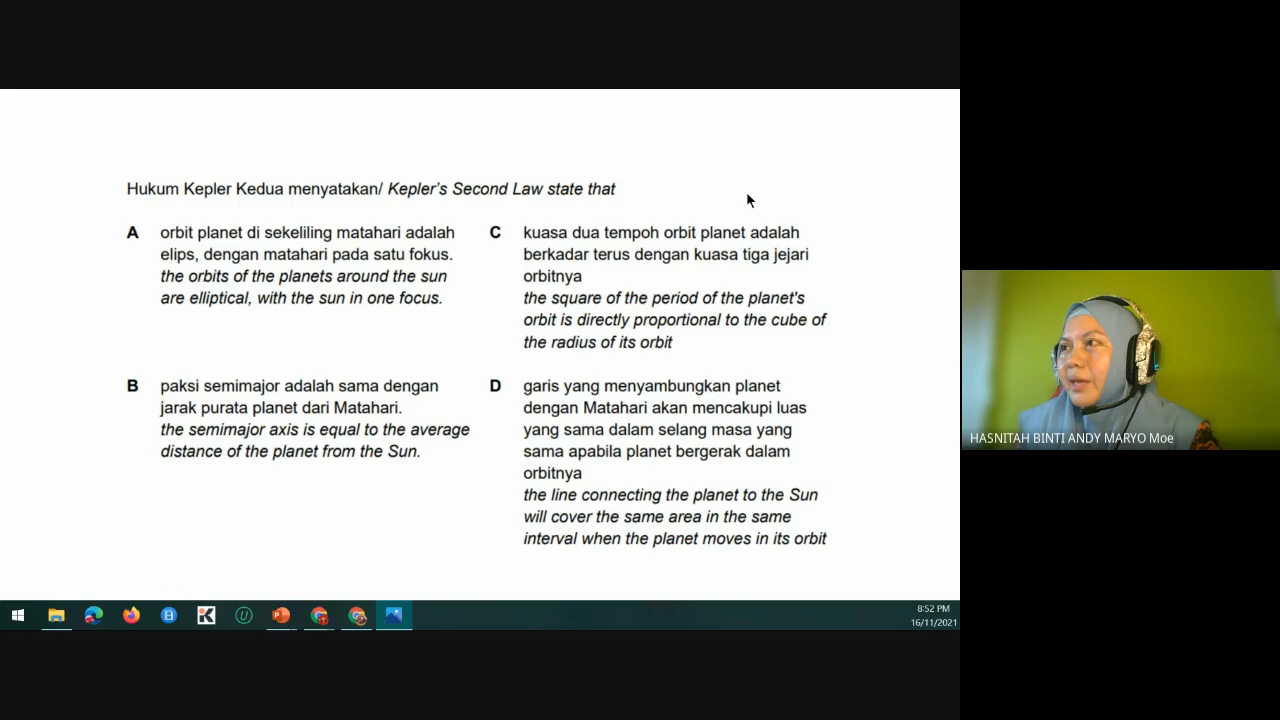 Hukum Kepler Kedua menyatakan/ Kepler's Second Law state that
A
orbit planet di sekeliling matahari adalah
elips, dengan matahari pada satu fokus.
the orbits of the planets around the sun
are elliptical, with the sun in one focus.
B
paksi semimajor adalah sama dengan
jarak purata planet dari Matahari.
the semimajor axis is equal to the average
distance of the planet from the Sun.
C
kuasa dua tempoh orbit planet adalah
berkadar terus dengan kuasa tiga jejari
orbitnya
the square of the period of the planet's
orbit is directly proportional to the cube of
the radius of its orbit
D
garis yang menyambungkan planet
dengan Matahari akan mencakupi luas
yang sama dalam selang masa yang
sama apabila planet bergerak dalam
orbitnya
the line connecting the planet to the Sun
will cover the same area in the same
interval when the planet moves in its orbit
HASNITAH BINTI ANDY MARYO Moe
8:52 PM
16/11/2021